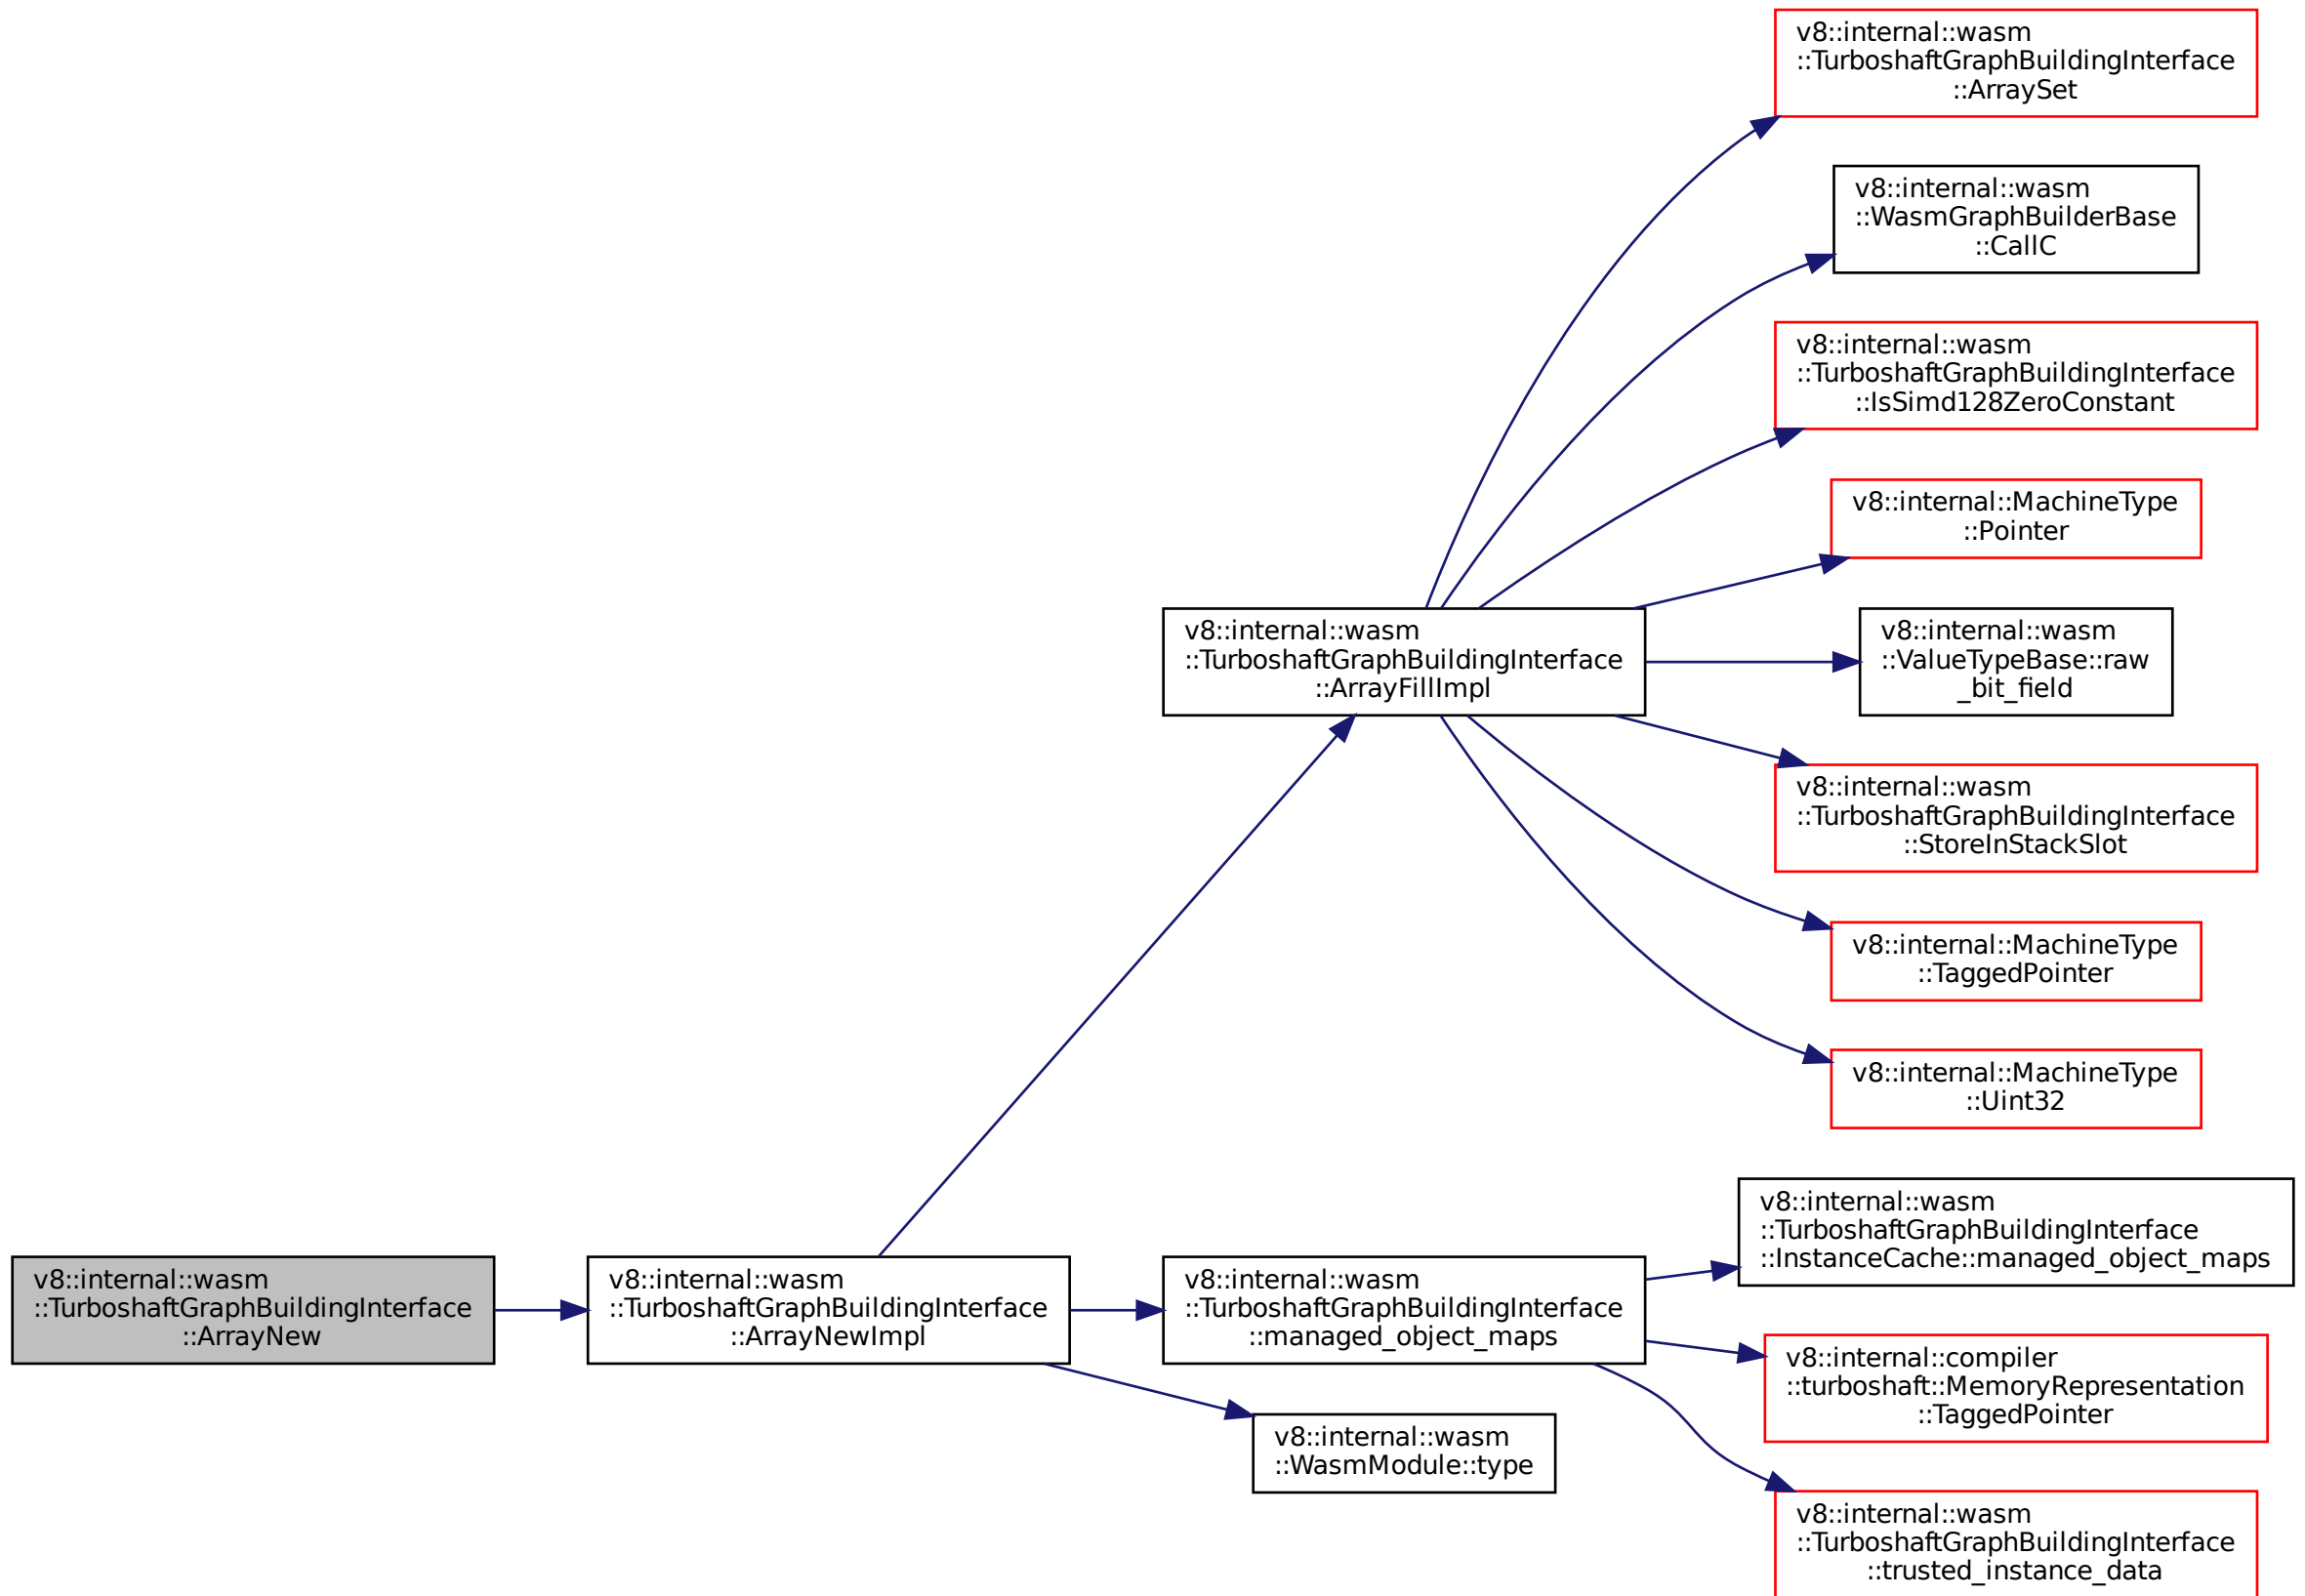 v8::internal::wasm
::TurboshaftGraphBuildingInterface
::ArraySet
v8::internal::wasm
::WasmGraphBuilderBase
::CallC
v8::internal::wasm
::TurboshaftGraphBuildingInterface
::IsSimd128ZeroConstant
v8::internal::MachineType
::Pointer
v8::internal::wasm
::TurboshaftGraphBuildingInterface
::ArrayFillImpl
v8::internal::wasm
::ValueTypeBase::raw
_bit_field
v8::internal::wasm
::TurboshaftGraphBuildingInterface
::StoreInStackSlot
v8::internal::MachineType
::TaggedPointer
v8::internal::MachineType
::Uint32
v8::internal::wasm
::TurboshaftGraphBuildingInterface
::InstanceCache::managed_object_maps
v8::internal::wasm
::TurboshaftGraphBuildingInterface
::ArrayNew
v8::internal::wasm
::TurboshaftGraphBuildingInterface
::ArrayNewImpl
v8::internal::wasm
::TurboshaftGraphBuildingInterface
::managed_object_maps
v8::internal::compiler
::turboshaft::MemoryRepresentation
::TaggedPointer
v8::internal::wasm
::WasmModule::type
v8::internal::wasm
::TurboshaftGraphBuildingInterface
::trusted_instance_data